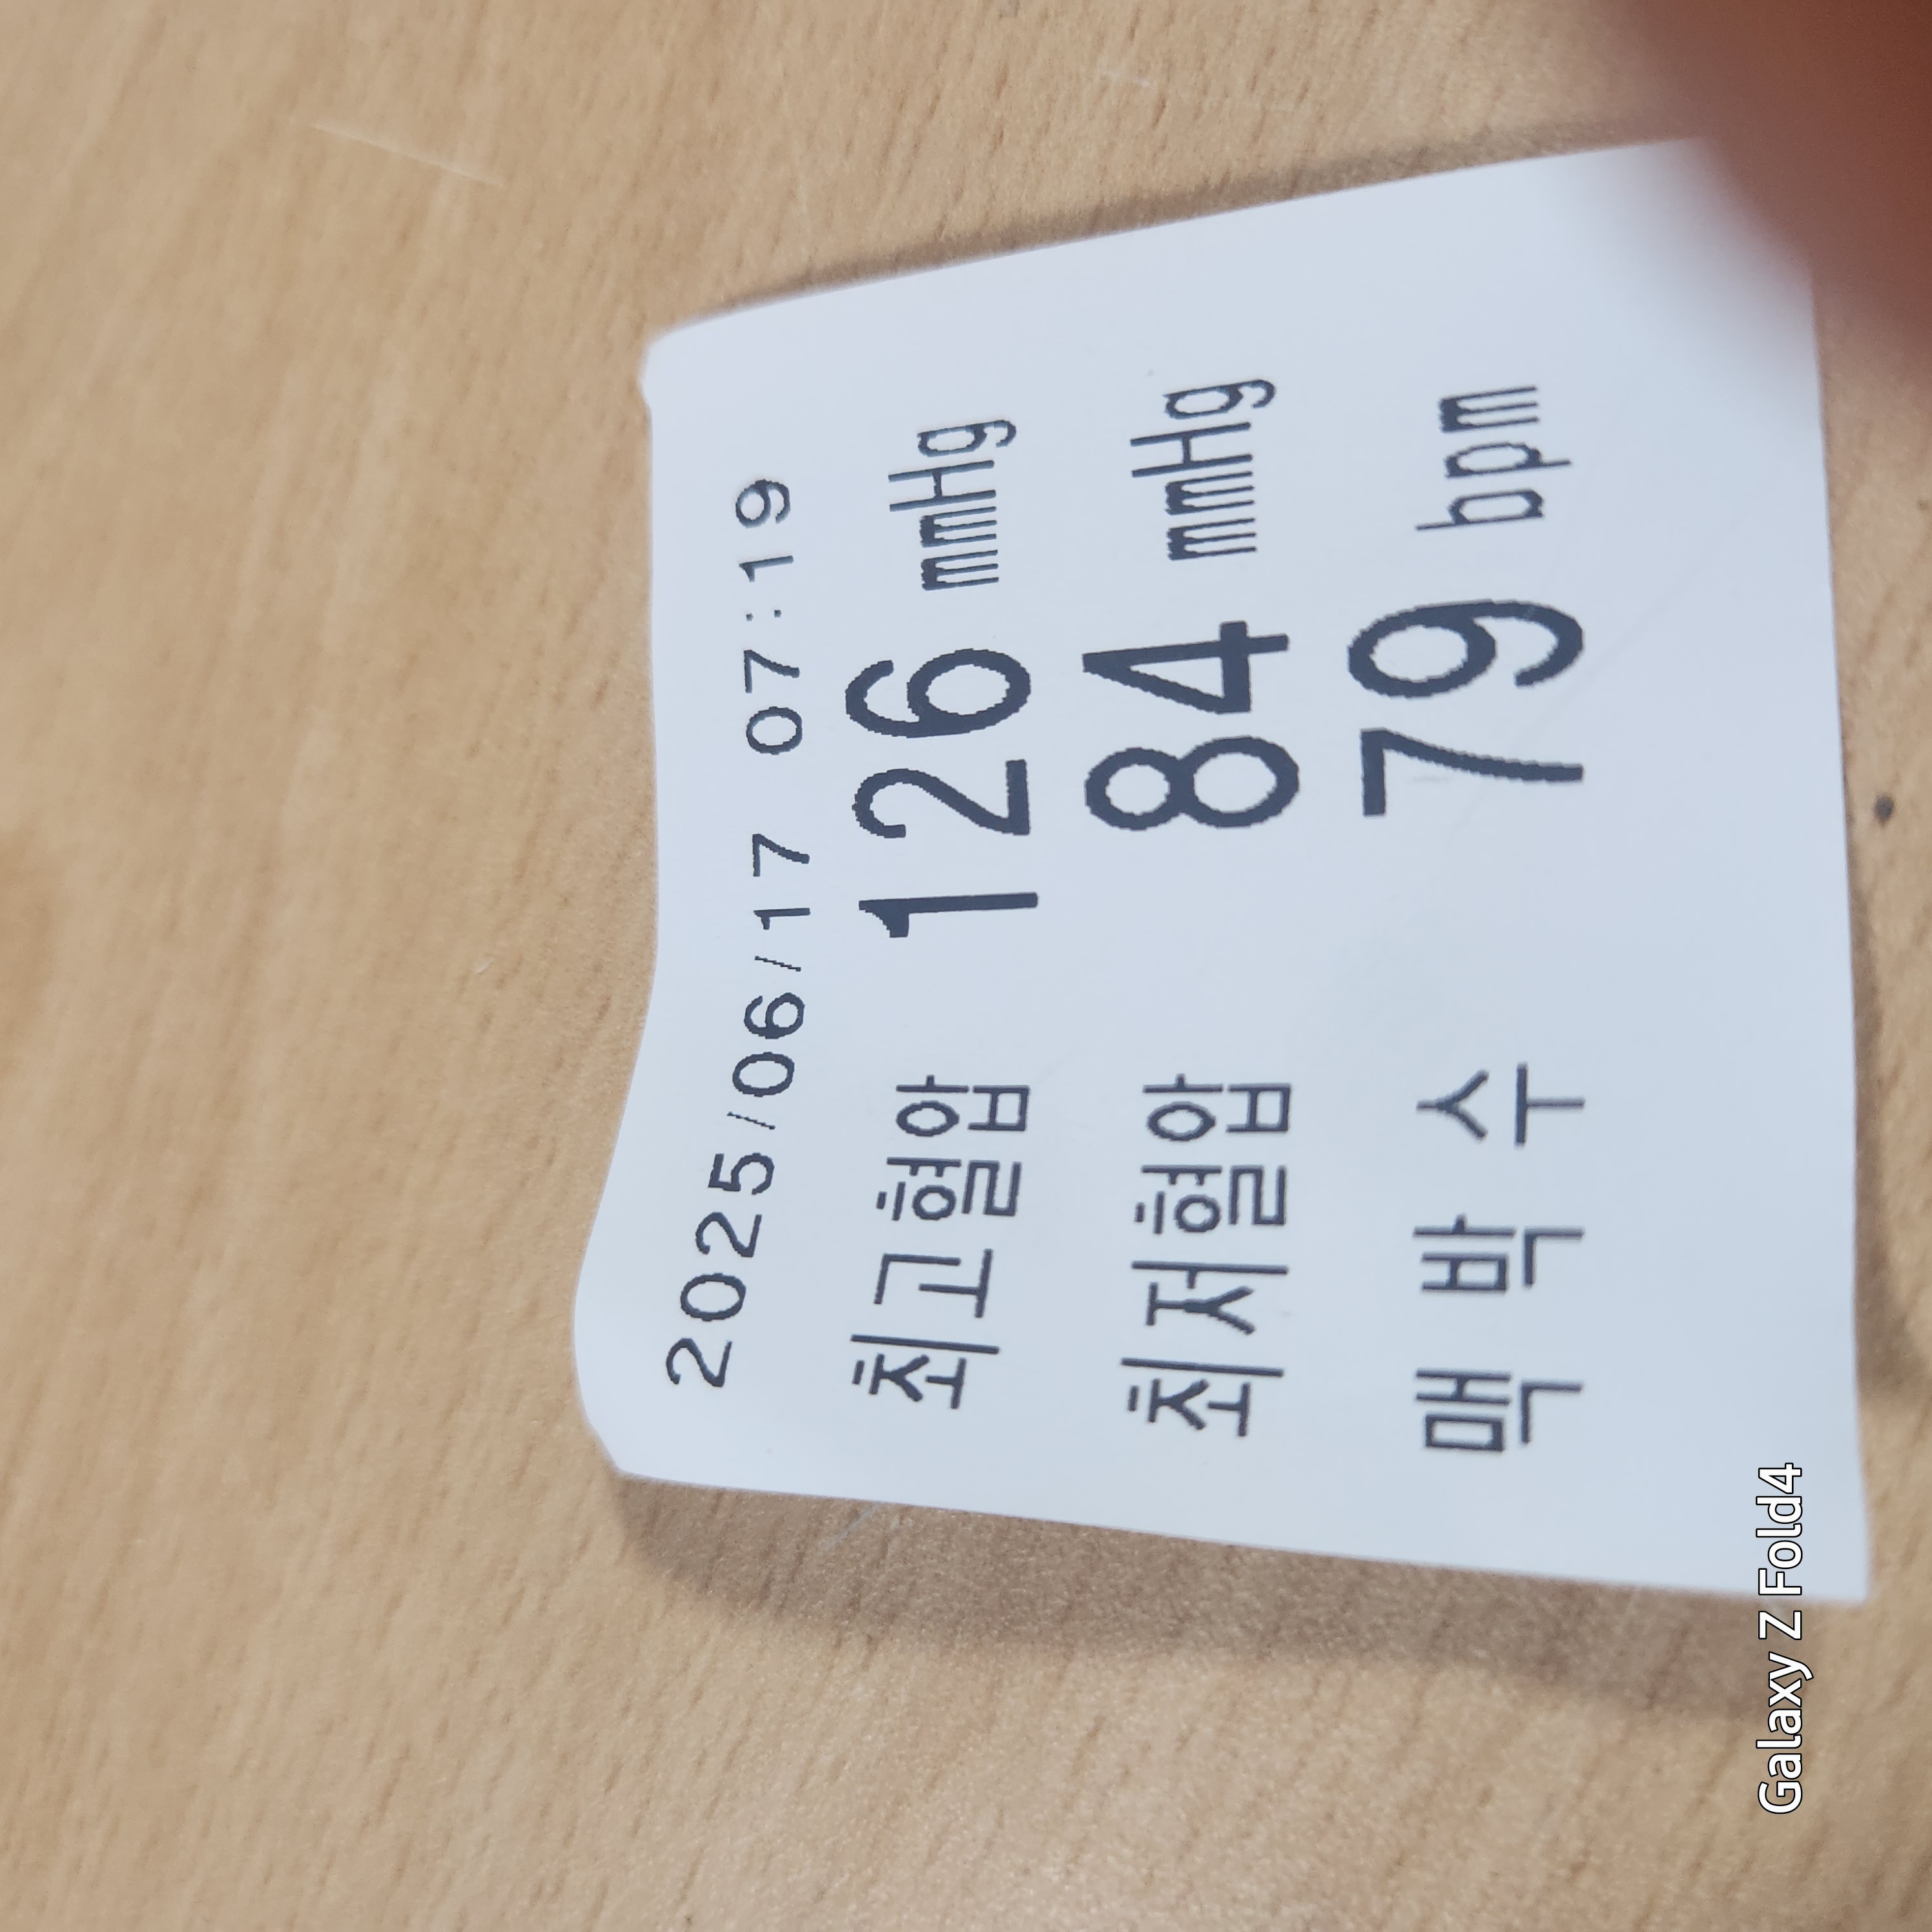 2025/06/17 07:19
최고혈압 126 mmHg
최저혈압 84 mmHg
맥 박 수 79 bpm
Galaxy Z Fold4